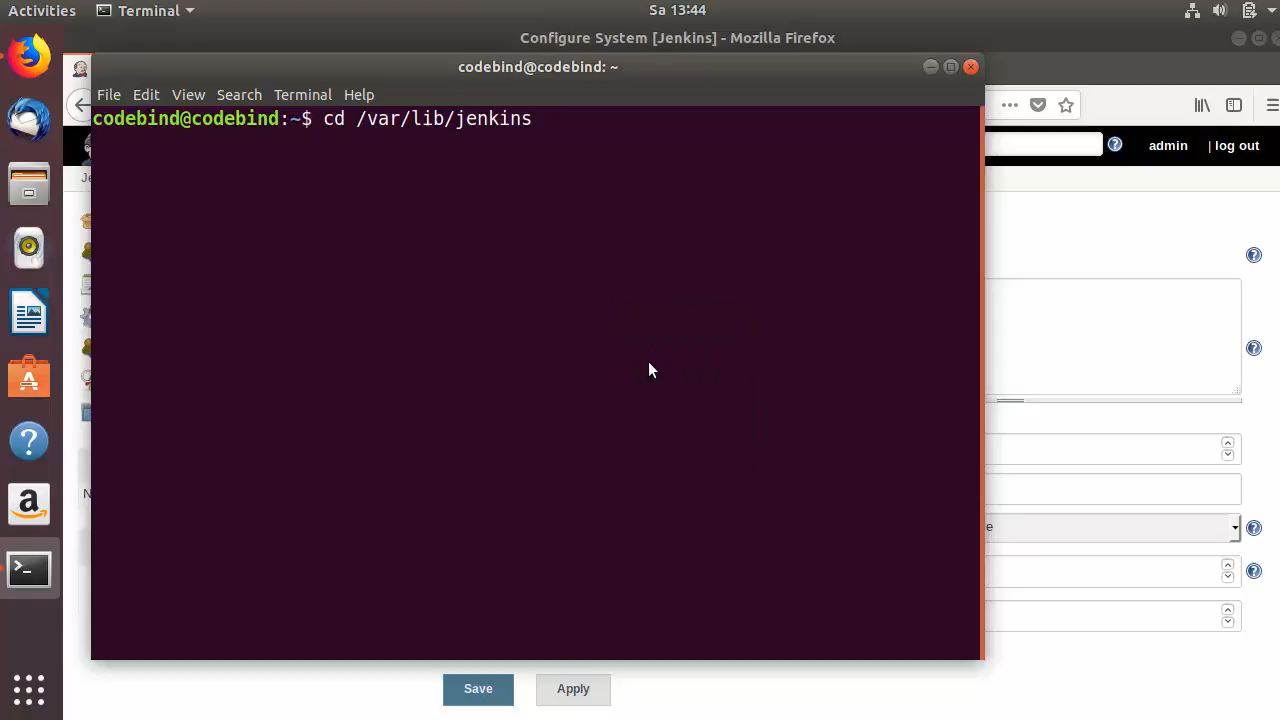 Activities
Terminal
Sa 13:44
Configure System [Jenkins] - Mozilla Firefox
codebind@codebind: ~
File Edit View Search Terminal Help
codebind@codebind:~$ cd /var/lib/jenkins
admin
| log out
Je
N
e
Save
Apply